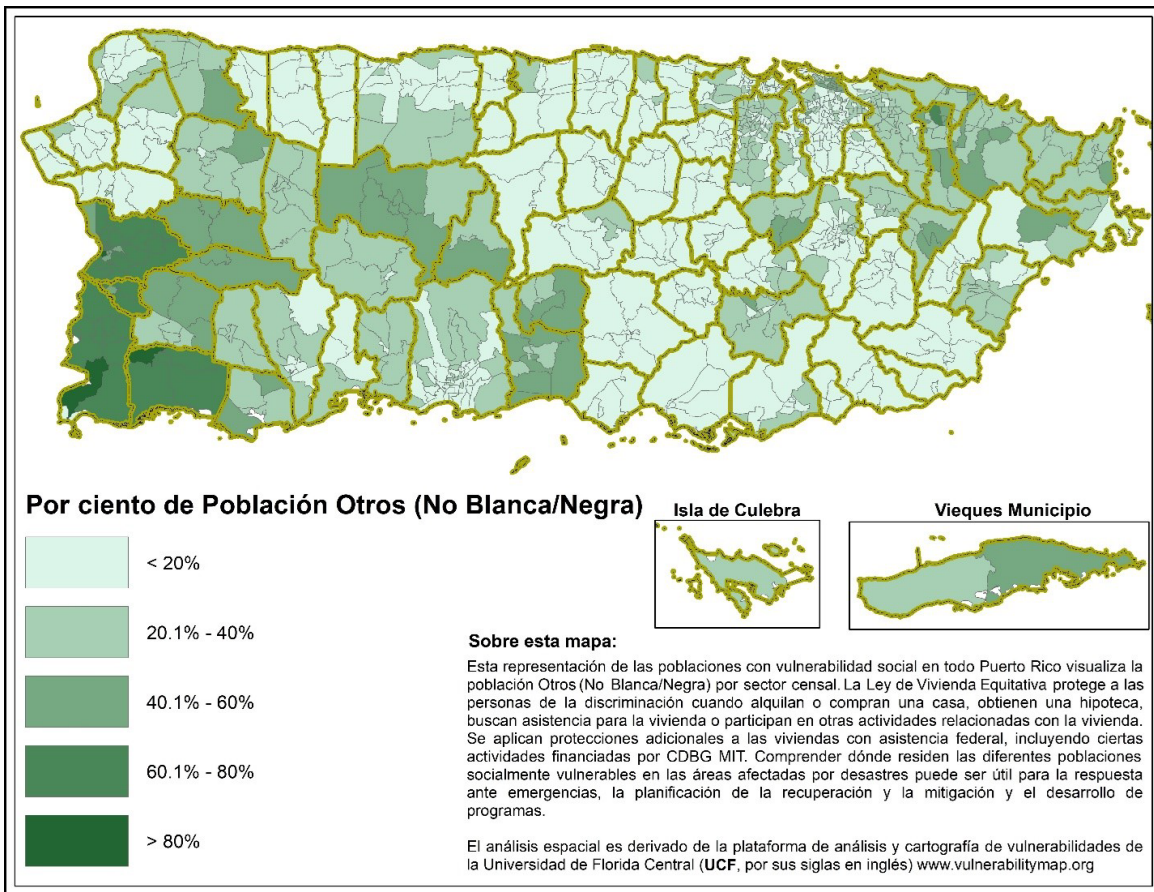 Por ciento de Población Otros (No Blanca/Negra)
< 20%
20.1% - 40%
40.1% - 60%
60.1% - 80%
> 80%
Isla de Culebra
Vieques Municipio
Sobre esta mapa:
Esta representación de las poblaciones con vulnerabilidad social en todo Puerto Rico visualiza la
población Otros (No Blanca/Negra) por sector censal. La Ley de Vivienda Equitativa protege a las
personas de la discriminación cuando alquilan o compran una casa, obtienen una hipoteca,
buscan asistencia para la vivienda o participan en otras actividades relacionadas con la vivienda.
Se aplican protecciones adicionales a las viviendas con asistencia federal, incluyendo ciertas
actividades financiadas por CDBG MIT. Comprender dónde residen las diferentes poblaciones
socialmente vulnerables en las áreas afectadas por desastres puede ser útil para la respuesta
ante emergencias, la planificación de la recuperación y la mitigación y el desarrollo de
programas.
El análisis espacial es derivado de la plataforma de análisis y cartografía de vulnerabilidades de
la Universidad de Florida Central (UCF, por sus siglas en inglés) www.vulnerabilitymap.org